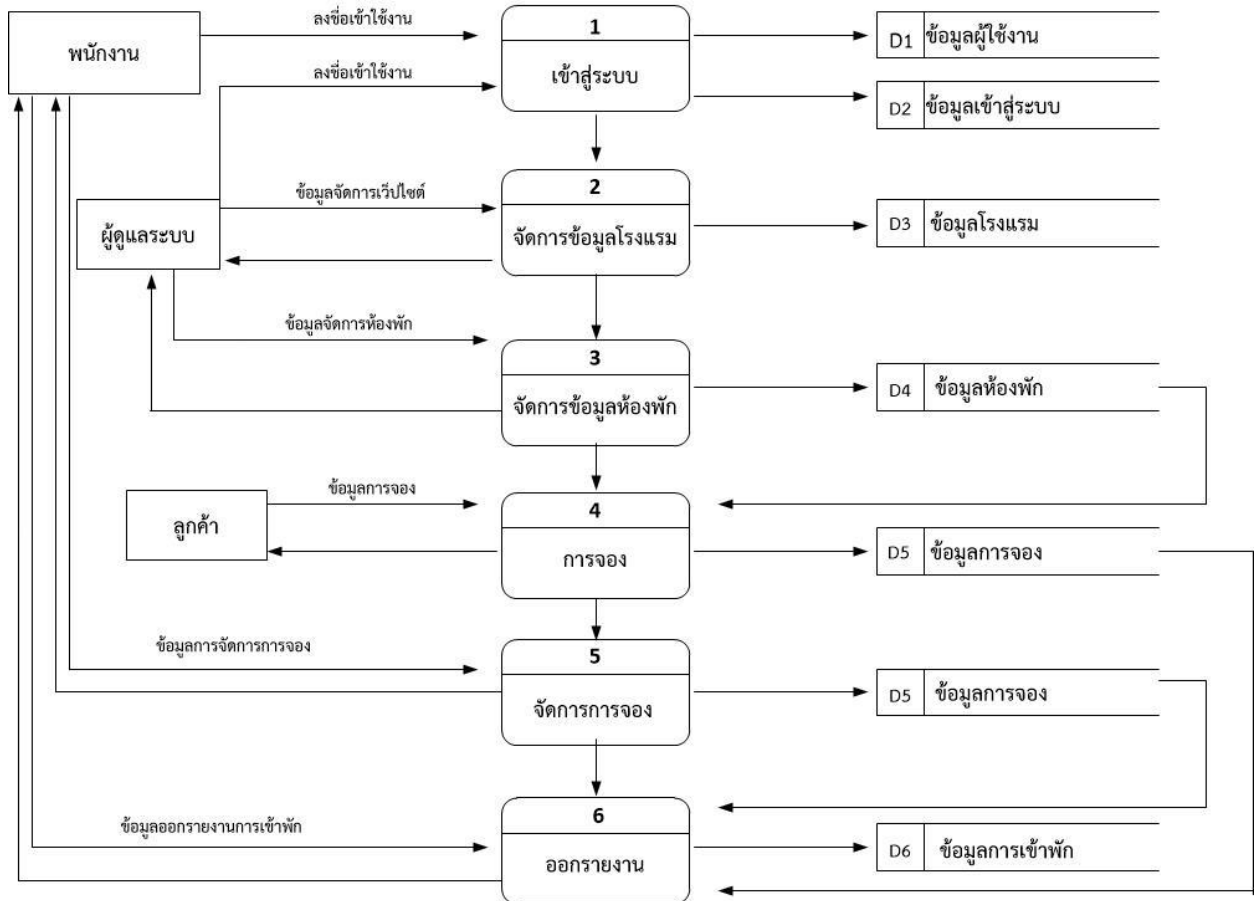 ลงชื่อเข้าใช้งาน
พนักงาน
1
เข้าสู่ระบบ
D1 ข้อมูลผู้ใช้งาน
ลงชื่อเข้าใช้งาน
D2 ข้อมูลเข้าสู่ระบบ
ข้อมูลจัดการเว็ปไซต์
2
จัดการข้อมูลโรงแรม
ผู้ดูแลระบบ
D3 ข้อมูลโรงแรม
ข้อมูลจัดการห้องพัก
3
จัดการข้อมูลห้องพัก
D4 ข้อมูลห้องพัก
ข้อมูลการจอง
ลูกค้า
4
การจอง
D5 ข้อมูลการจอง
ข้อมูลการจัดการการจอง
5
จัดการการจอง
D5 ข้อมูลการจอง
ข้อมูลออกรายงานการเข้าพัก
6
ออกรายงาน
D6 ข้อมูลการเข้าพัก